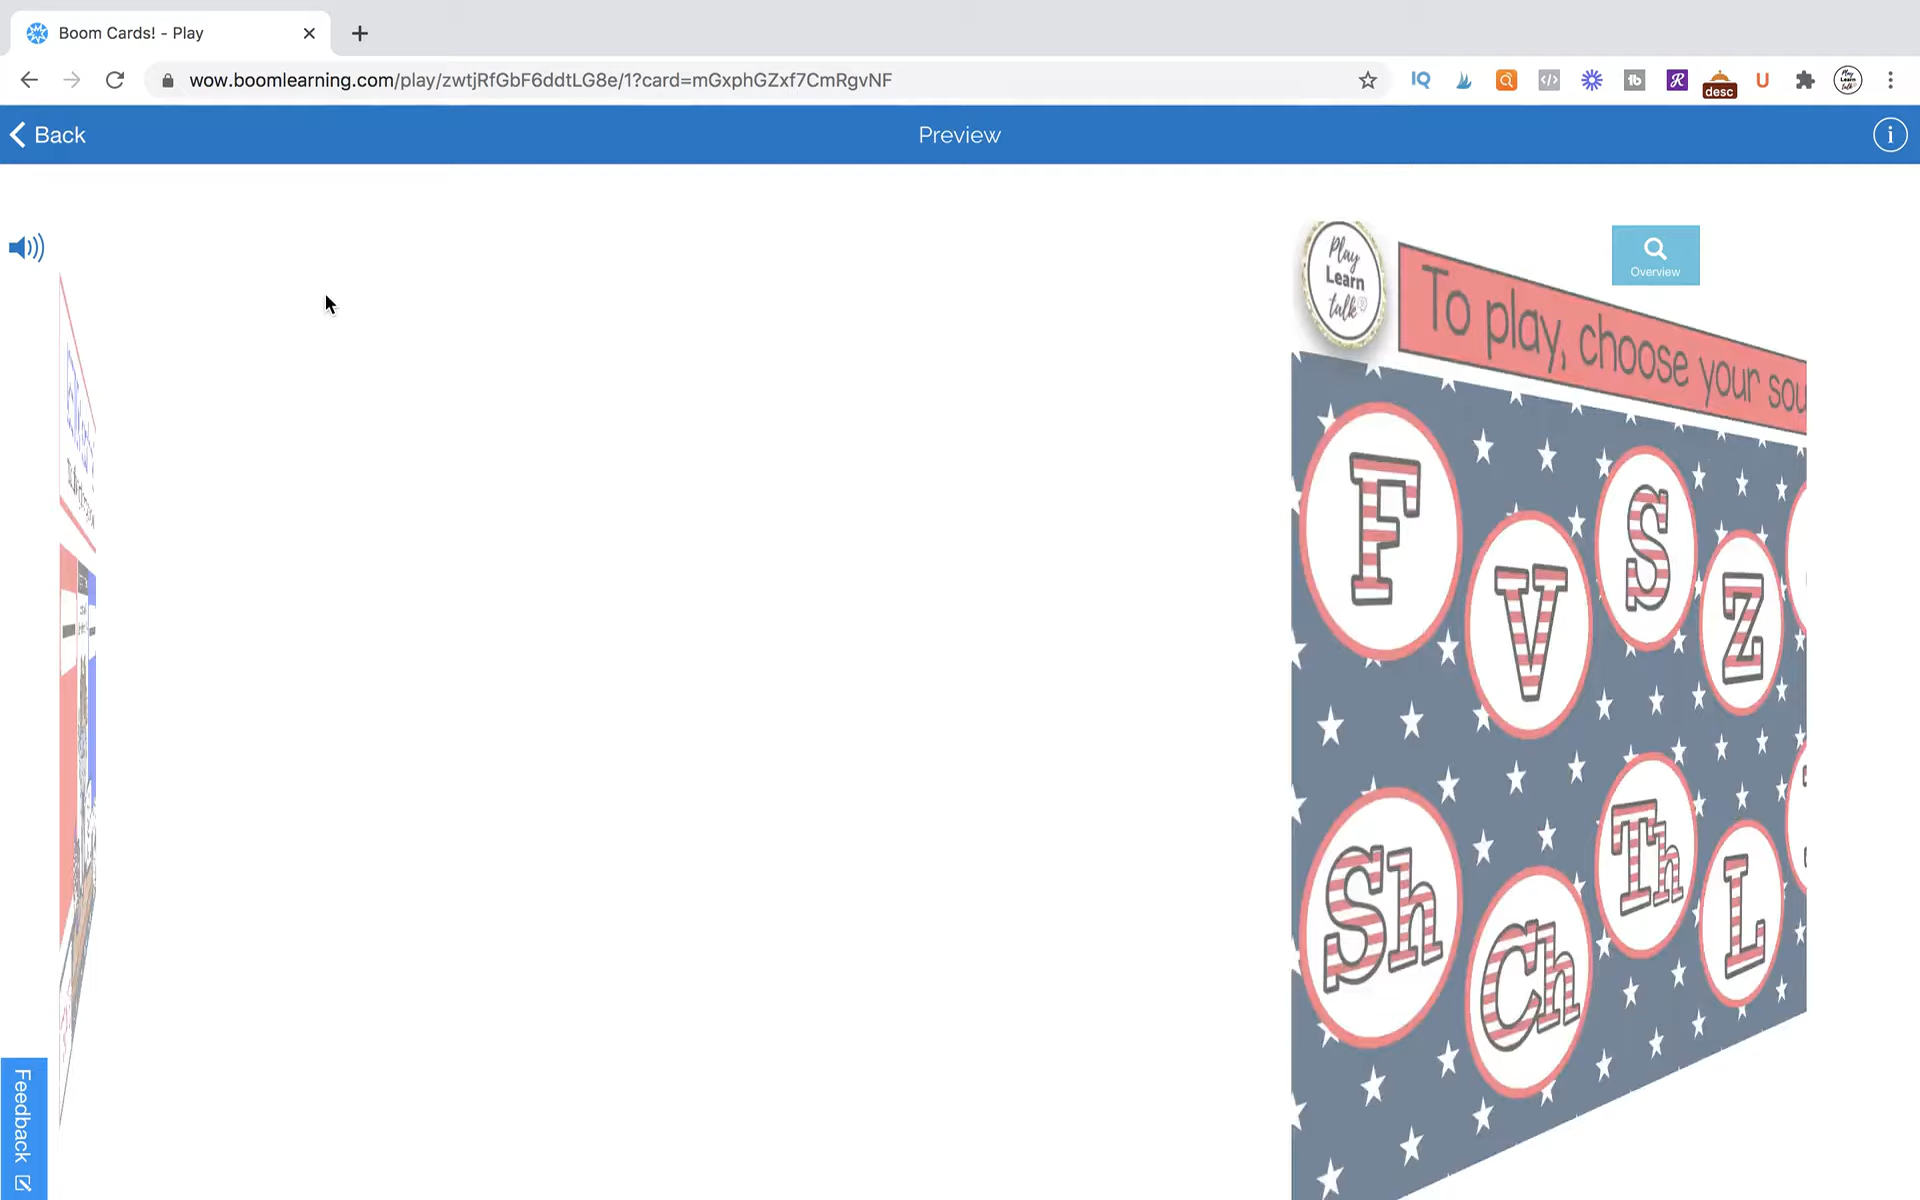 Boom Cards! - Play
wow.boomlearning.com/play/zwtjRfGbF6ddtLG8e/1?card=mGxphGZxf7CmRgvNF
IQ
</>
tb
R
desc
U
Back
Preview
i
Play
Learn
talk
Overview
To play, choose your sou
F
V
S
Z
Sh
Ch
Th
L
Feedback